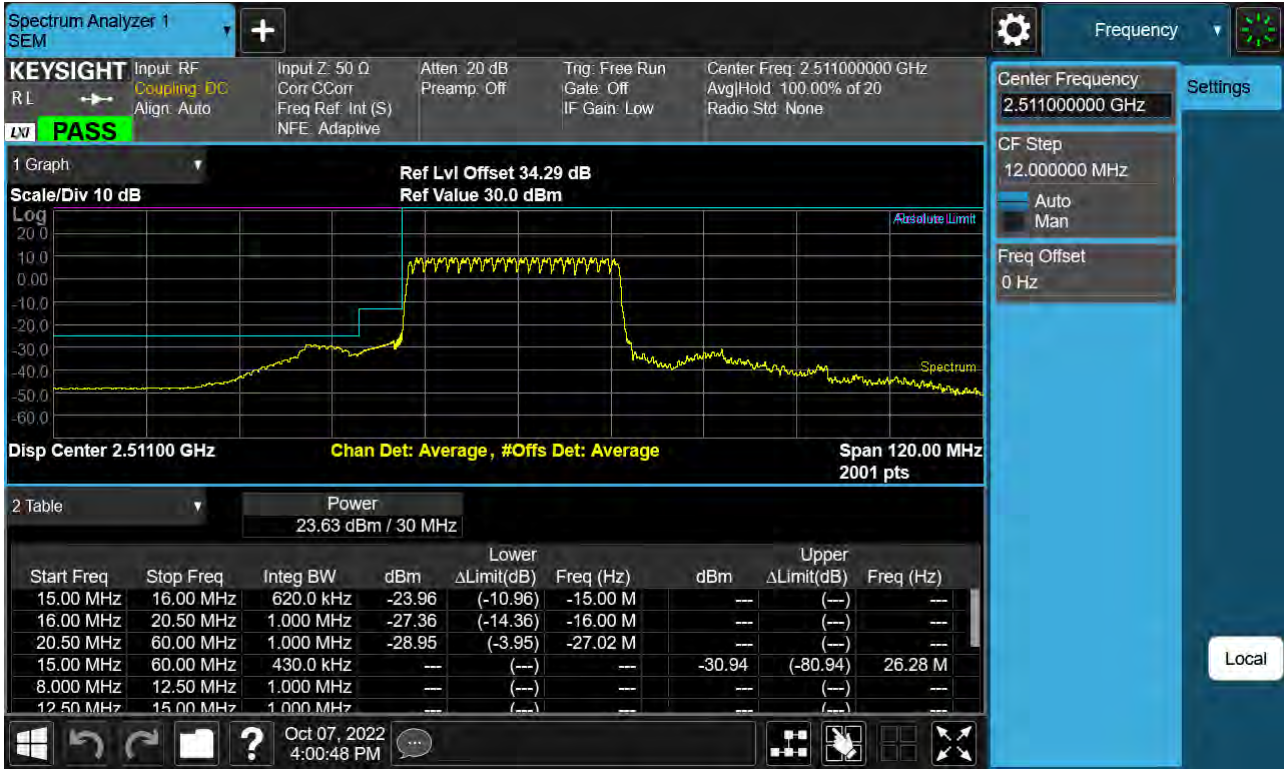 Spectrum Analyzer 1
SEM
Frequency
KEYSIGHT
RL
LXI
PASS
Input: RF
Coupling: DC
Align: Auto
Input Z: 50 Ω
Corr CCorr
Freq Ref: Int (S)
NFE: Adaptive
Atten: 20 dB
Preamp: Off
Trig: Free Run
Gate: Off
IF Gain: Low
Center Freq: 2.511000000 GHz
Avg|Hold: 100.00% of 20
Radio Std: None
Center Frequency
2.511000000 GHz
Settings
CF Step
12.000000 MHz
Auto
Man
Freq Offset
0 Hz
Local
1 Graph
Scale/Div 10 dB
Ref Lvl Offset 34.29 dB
Ref Value 30.0 dBm
Log
20.0
10.0
0.00
-10.0
-20.0
-30.0
-40.0
-50.0
-60.0
Limit
Spectrum
Disp Center 2.51100 GHz
Chan Det: Average , #Offs Det: Average
Span 120.00 MHz
2001 pts
2 Table
Power
23.63 dBm / 30 MHz
Lower Upper
Start Freq Stop Freq Integ BW dBm ΔLimit(dB) Freq (Hz) dBm ΔLimit(dB) Freq (Hz)
15.00 MHz 16.00 MHz 620.0 kHz -23.96 (-10.96) -15.00 M --- (---) ---
16.00 MHz 20.50 MHz 1.000 MHz -27.36 (-14.36) -16.00 M --- (---) ---
20.50 MHz 60.00 MHz 1.000 MHz -28.95 (-3.95) -27.02 M --- (---) ---
15.00 MHz 60.00 MHz 430.0 kHz --- (---) --- -30.94 (-80.94) 26.28 M
8.000 MHz 12.50 MHz 1.000 MHz --- (---) --- --- (---) ---
12.50 MHz 15.00 MHz 1.000 MHz --- (---) --- --- (---) ---
Oct 07, 2022
4:00:48 PM